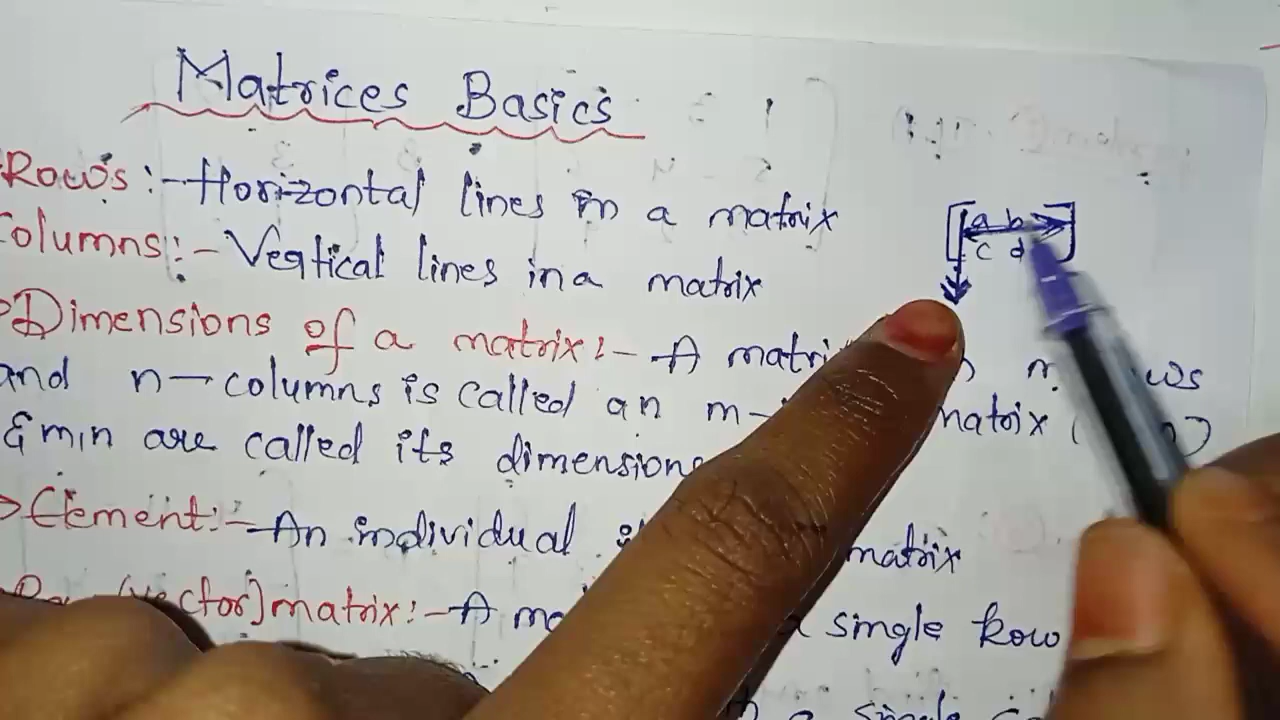 Matrices Basics
Rows :- Horizontal lines in a matrix
Columns :- Vertical lines in a matrix
a b
c d
Dimensions of a matrix :- A
and n-columns is called an m- matrix
& m,n are called its dimensions
Element :- An individual matrix
(vector) matrix :- A a single Row
a single